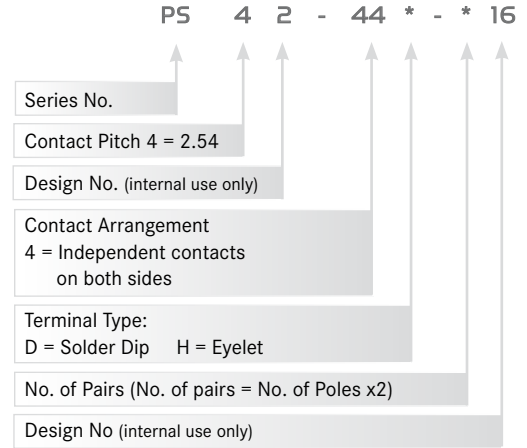 PS 4 2 - 44 * - * 16
Series No.
Contact Pitch 4 = 2.54
Design No. (internal use only)
Contact Arrangement
4 = Independent contacts
on both sides
Terminal Type:
D = Solder Dip H = Eyelet
No. of Pairs (No. of pairs = No. of Poles x2)
Design No (internal use only)